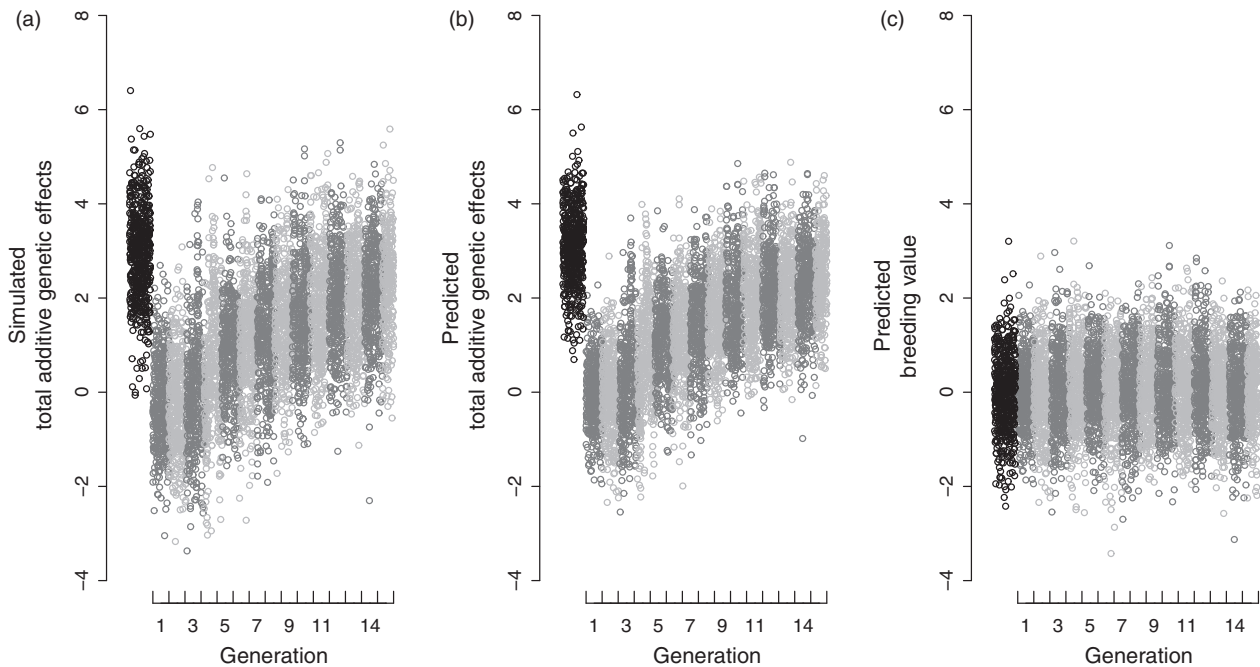 (a)
8
6
4
2
0
−2
−4
Simulated
total additive genetic effects
1 3 5 7 9 11 14
Generation
(b)
8
6
4
2
0
−2
−4
Predicted
total additive genetic effects
1 3 5 7 9 11 14
Generation
(c)
8
6
4
2
0
−2
−4
Predicted
breeding value
1 3 5 7 9 11 14
Generation